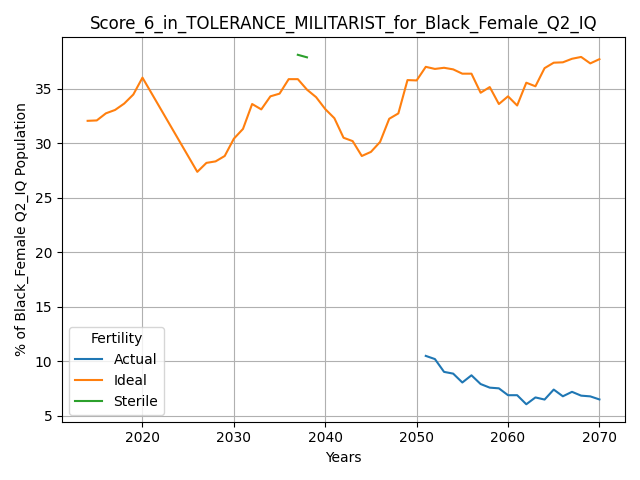 Score_6_in_TOLERANCE_MILITARIST_for_Black_Female_Q2_IQ
% of Black_Female Q2_IQ Population
35
30
25
20
15
10
5
Fertility
Actual
Ideal
Sterile
2020 2030 2040 2050 2060 2070
Years